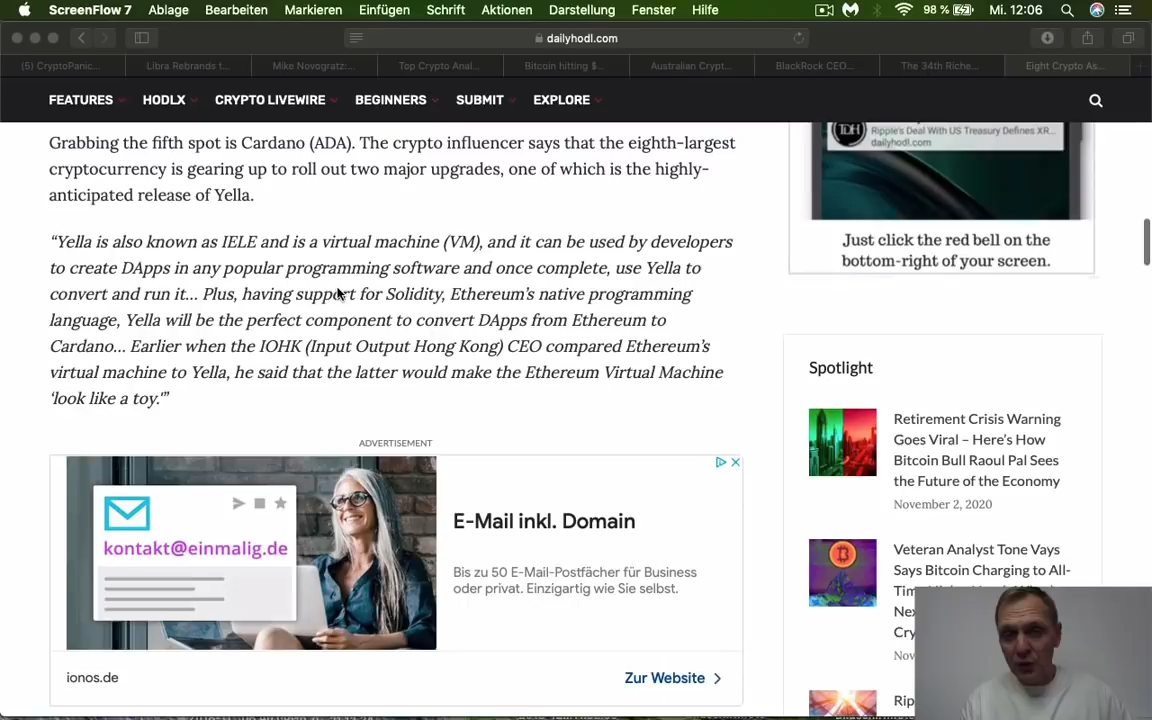 ScreenFlow 7 Ablage Bearbeiten Markieren Einfügen Schrift Aktionen Darstellung Fenster Hilfe 98 % Mi. 12:06
dailyhodl.com
(5) CryptoPanic... Libra Rebrands t... Mike Novogratz:... Top Crypto Anal... Bitcoin hitting $... Australian Crypt... BlackRock CEO... The 34th Riche... Eight Crypto As...
FEATURES HODLX CRYPTO LIVEWIRE BEGINNERS SUBMIT EXPLORE
Grabbing the fifth spot is Cardano (ADA). The crypto influencer says that the eighth-largest
cryptocurrency is gearing up to roll out two major upgrades, one of which is the highly-
anticipated release of Yella.
“Yella is also known as IELE and is a virtual machine (VM), and it can be used by developers
to create DApps in any popular programming software and once complete, use Yella to
convert and run it… Plus, having support for Solidity, Ethereum’s native programming
language, Yella will be the perfect component to convert DApps from Ethereum to
Cardano… Earlier when the IOHK (Input Output Hong Kong) CEO compared Ethereum’s
virtual machine to Yella, he said that the latter would make the Ethereum Virtual Machine
‘look like a toy.’”
ADVERTISEMENT
kontakt@einmalig.de
E-Mail inkl. Domain
Bis zu 50 E-Mail-Postfächer für Business
oder privat. Einzigartig wie Sie selbst.
ionos.de
Zur Website
TDH
Ripple's Deal With US Treasury Defines XR...
dailyhodl.com
Just click the red bell on the
bottom-right of your screen.
Spotlight
Retirement Crisis Warning
Goes Viral – Here’s How
Bitcoin Bull Raoul Pal Sees
the Future of the Economy
November 2, 2020
Veteran Analyst Tone Vays
Says Bitcoin Charging to All-
Cry
Nov
Rip